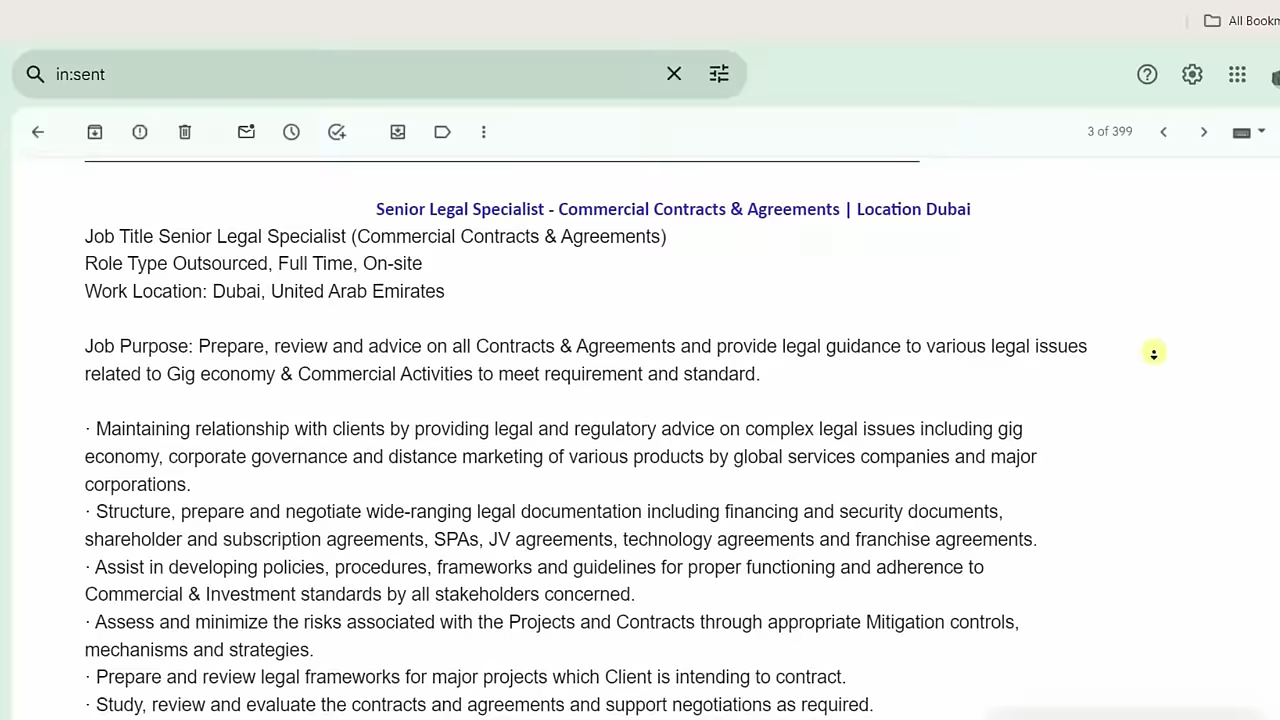 All Bookm
in:sent
3 of 399
Senior Legal Specialist - Commercial Contracts & Agreements | Location Dubai
Job Title Senior Legal Specialist (Commercial Contracts & Agreements)
Role Type Outsourced, Full Time, On-site
Work Location: Dubai, United Arab Emirates
Job Purpose: Prepare, review and advice on all Contracts & Agreements and provide legal guidance to various legal issues
related to Gig economy & Commercial Activities to meet requirement and standard.
· Maintaining relationship with clients by providing legal and regulatory advice on complex legal issues including gig
economy, corporate governance and distance marketing of various products by global services companies and major
corporations.
· Structure, prepare and negotiate wide-ranging legal documentation including financing and security documents,
shareholder and subscription agreements, SPAs, JV agreements, technology agreements and franchise agreements.
· Assist in developing policies, procedures, frameworks and guidelines for proper functioning and adherence to
Commercial & Investment standards by all stakeholders concerned.
· Assess and minimize the risks associated with the Projects and Contracts through appropriate Mitigation controls,
mechanisms and strategies.
· Prepare and review legal frameworks for major projects which Client is intending to contract.
· Study, review and evaluate the contracts and agreements and support negotiations as required.